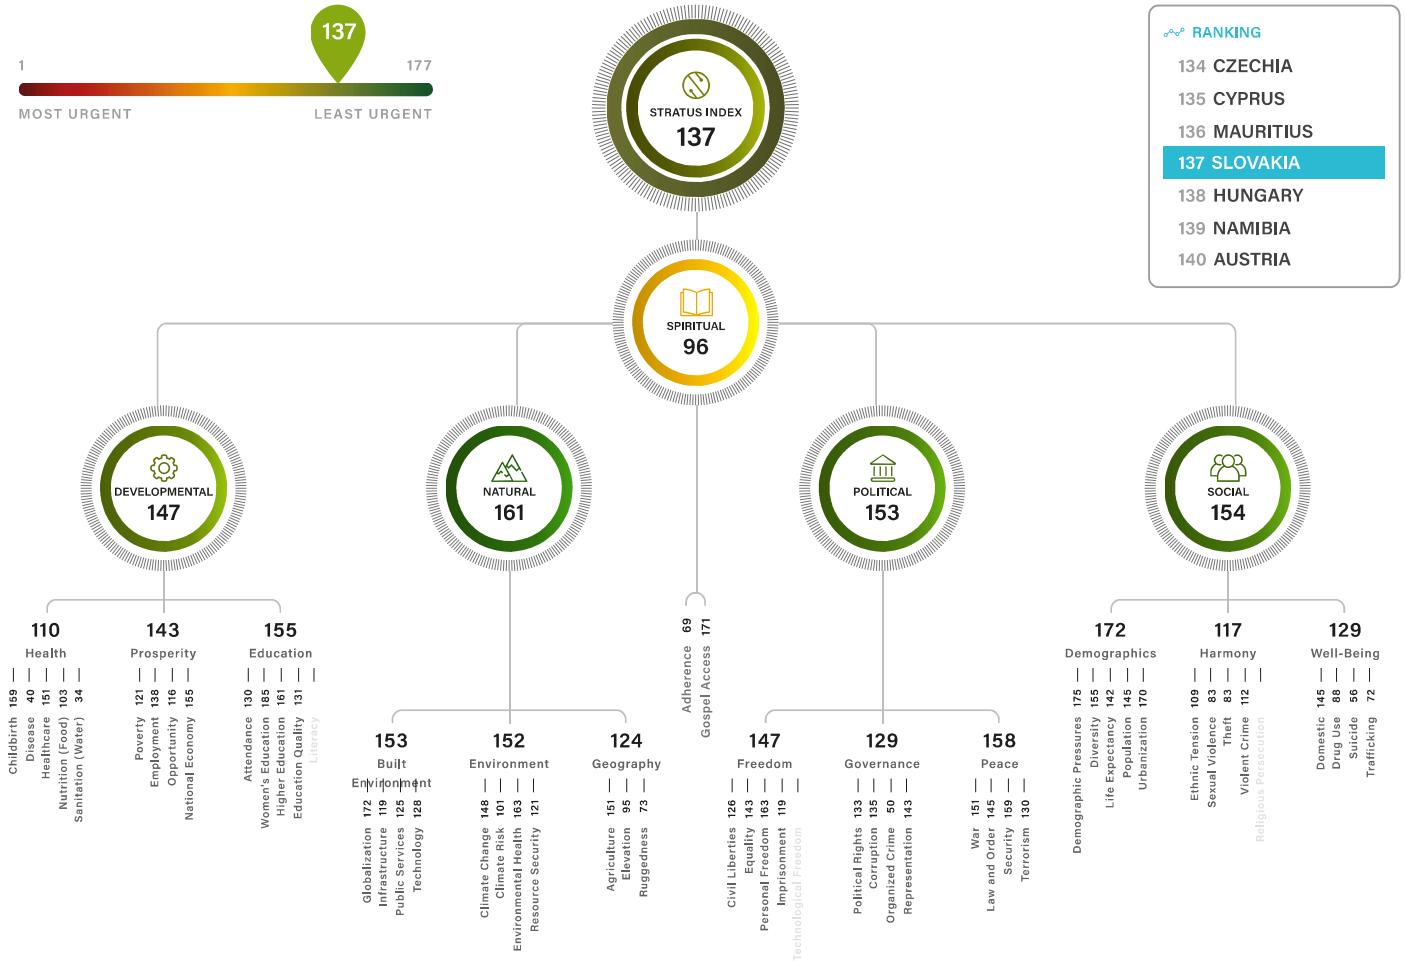 137
1
177
MOST URGENT
LEAST URGENT
STRATUS INDEX
137
RANKING
134 CZECHIA
135 CYPRUS
136 MAURITIUS
137 SLOVAKIA
138 HUNGARY
139 NAMIBIA
140 AUSTRIA
SPIRITUAL
96
DEVELOPMENTAL
147
NATURAL
161
POLITICAL
153
SOCIAL
154
110
Health
Childbirth 159
Disease 40
Healthcare 151
Nutrition (Food) 103
Sanitation (Water) 34
143
Prosperity
Poverty 121
Employment 138
Opportunity 116
National Economy 155
155
Education
Attendance 130
Women's Education 185
Higher Education 161
Education Quality 131
Literacy
153
Built
Environment
Globalization 172
Infrastructure 119
Public Services 125
Technology 128
152
Environment
Climate Change 148
Climate Risk 101
Environmental Health 163
Resource Security 121
124
Geography
Agriculture 151
Elevation 95
Ruggedness 73
Adherence 69
Gospel Access 171
147
Freedom
Civil Liberties 126
Equality 143
Personal Freedom 163
Imprisonment 119
Technological Freedom
129
Governance
Political Rights 133
Corruption 135
Organized Crime 50
Representation 143
158
Peace
War 151
Law and Order 145
Security 159
Terrorism 130
172
Demographics
Demographic Pressures 175
Diversity 155
Life Expectancy 142
Population 145
Urbanization 170
117
Harmony
Ethnic Tension 109
Sexual Violence 83
Theft 83
Violent Crime 112
Religious Persecution
129
Well-Being
Domestic 145
Drug Use 88
Suicide 56
Trafficking 72